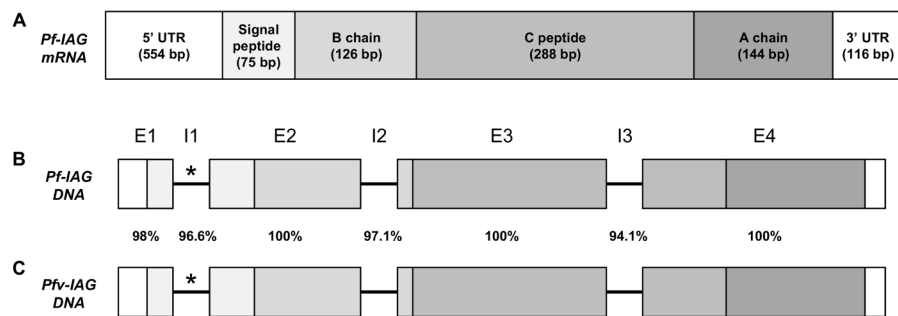 A
Pf-IAG
mRNA
5' UTR
(554 bp)
Signal
peptide
(75 bp)
B chain
(126 bp)
C peptide
(288 bp)
A chain
(144 bp)
3' UTR
(116 bp)
E1 I1 E2 I2 E3 I3 E4
B
Pf-IAG
DNA
*
98% 96.6% 100% 97.1% 100% 94.1% 100%
C
Pfv-IAG
DNA
*